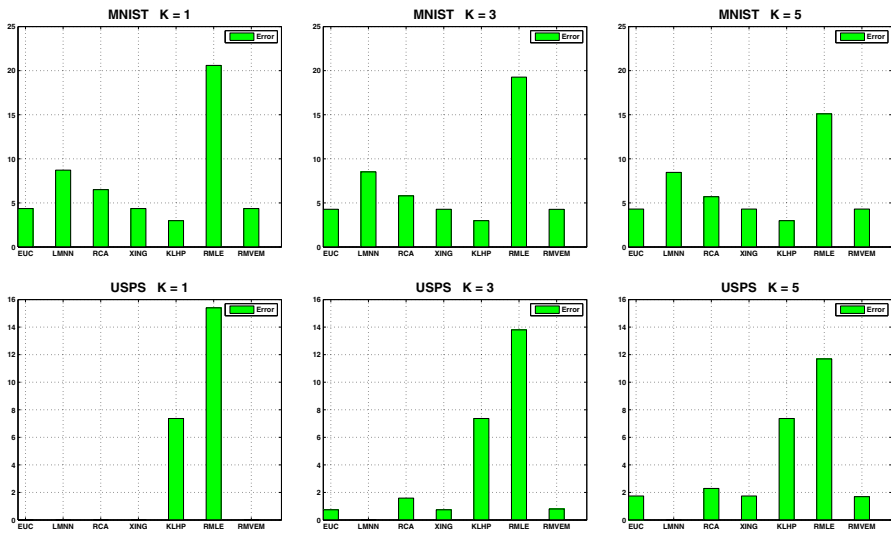 MNIST K = 1
25
20
15
10
5
0
Error
EUC LMNN RCA XING KLHP RMLE RMVEM
MNIST K = 3
25
20
15
10
5
0
Error
EUC LMNN RCA XING KLHP RMLE RMVEM
MNIST K = 5
25
20
15
10
5
0
Error
EUC LMNN RCA XING KLHP RMLE RMVEM
USPS K = 1
16
14
12
10
8
6
4
2
0
Error
EUC LMNN RCA XING KLHP RMLE RMVEM
USPS K = 3
16
14
12
10
8
6
4
2
0
Error
EUC LMNN RCA XING KLHP RMLE RMVEM
USPS K = 5
16
14
12
10
8
6
4
2
0
Error
EUC LMNN RCA XING KLHP RMLE RMVEM